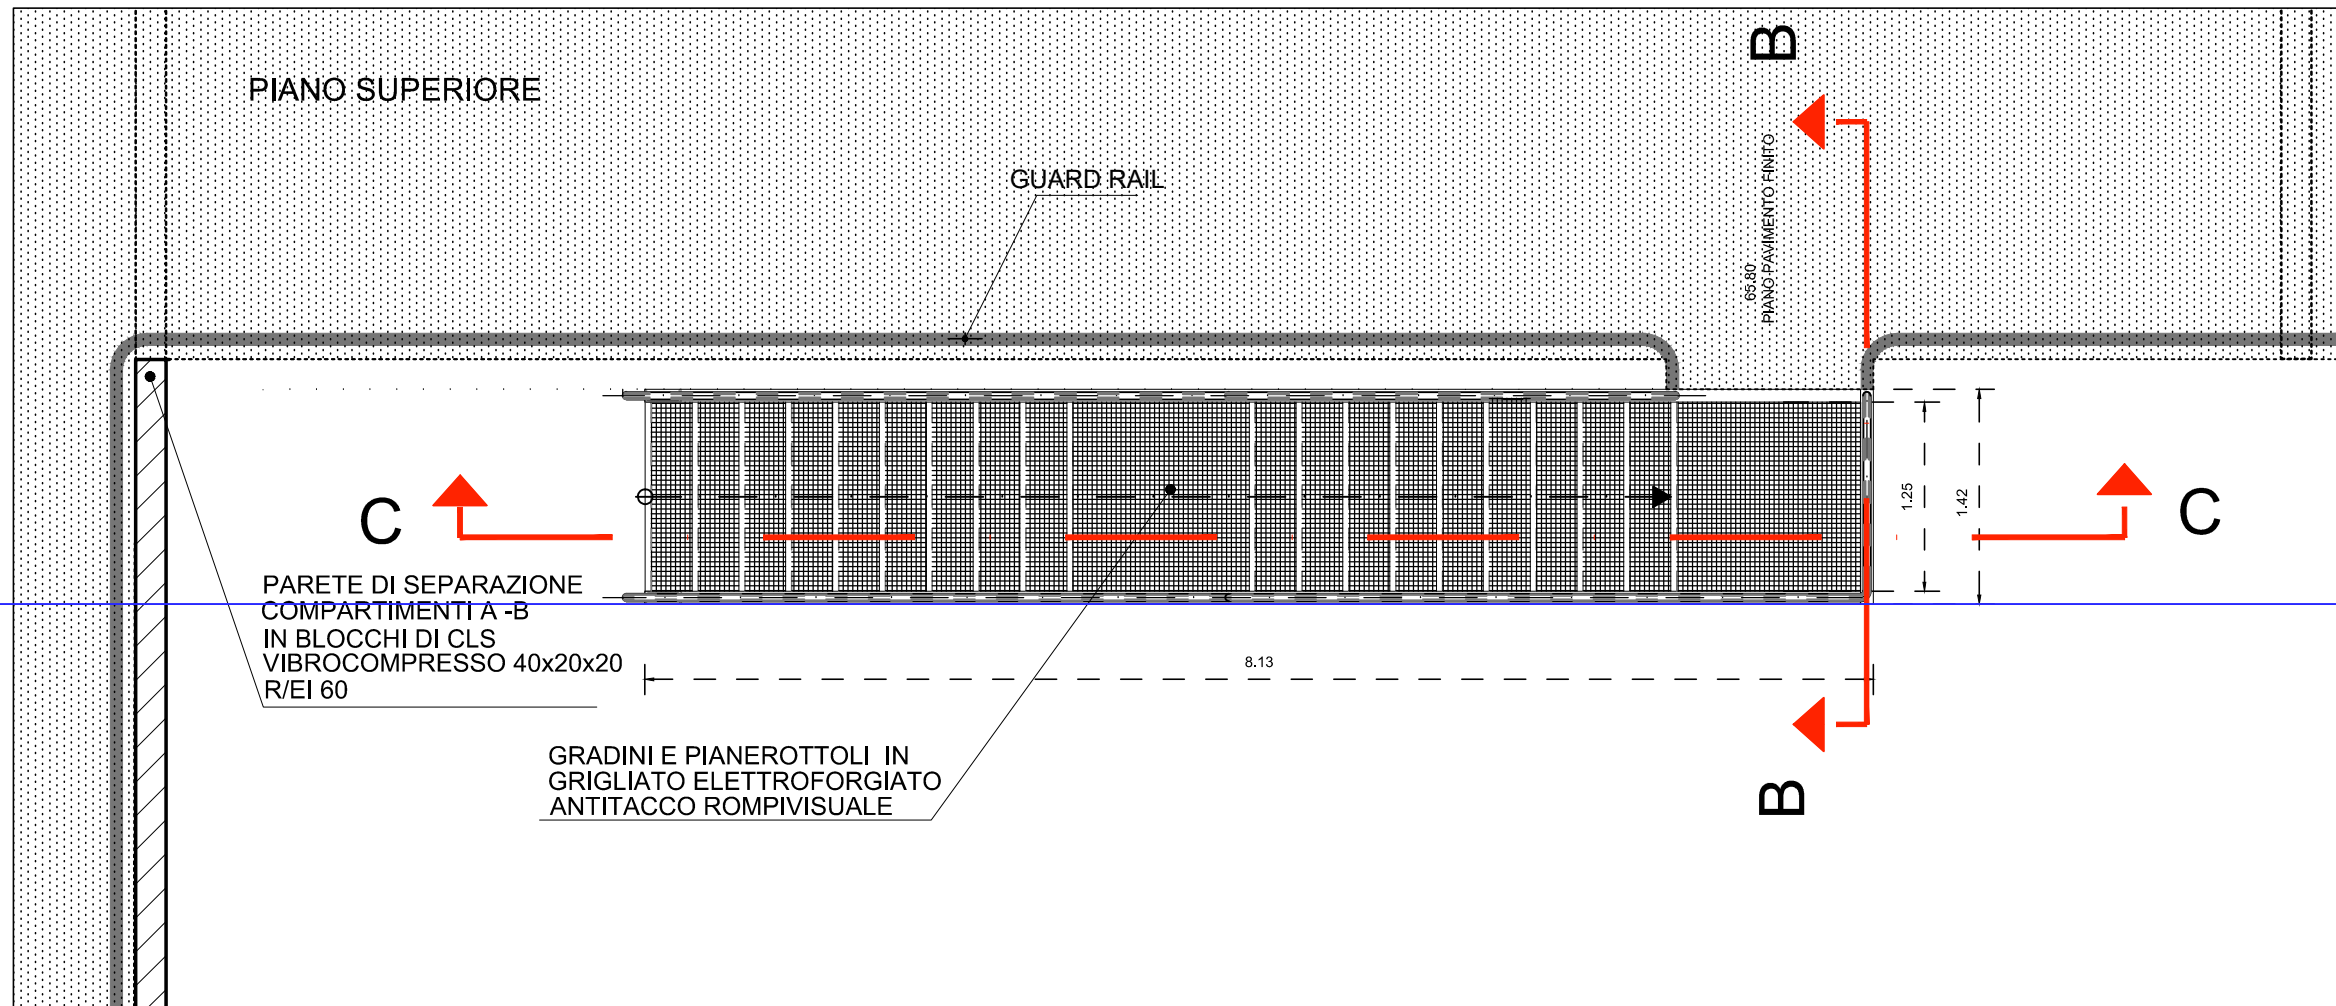 B
PIANO SUPERIORE
GUARD RAIL
65.80
PIANO PAVIMENTO FINITO
C
1.25
1.42
C
PARETE DI SEPARAZIONE
COMPARTIMENTI A -B
IN BLOCCHI DI CLS
VIBROCOMPRESSO 40x20x20
R/EI 60
8.13
GRADINI E PIANEROTTOLI IN
GRIGLIATO ELETTROFORGIATO
ANTITACCO ROMPIVISUALE
B